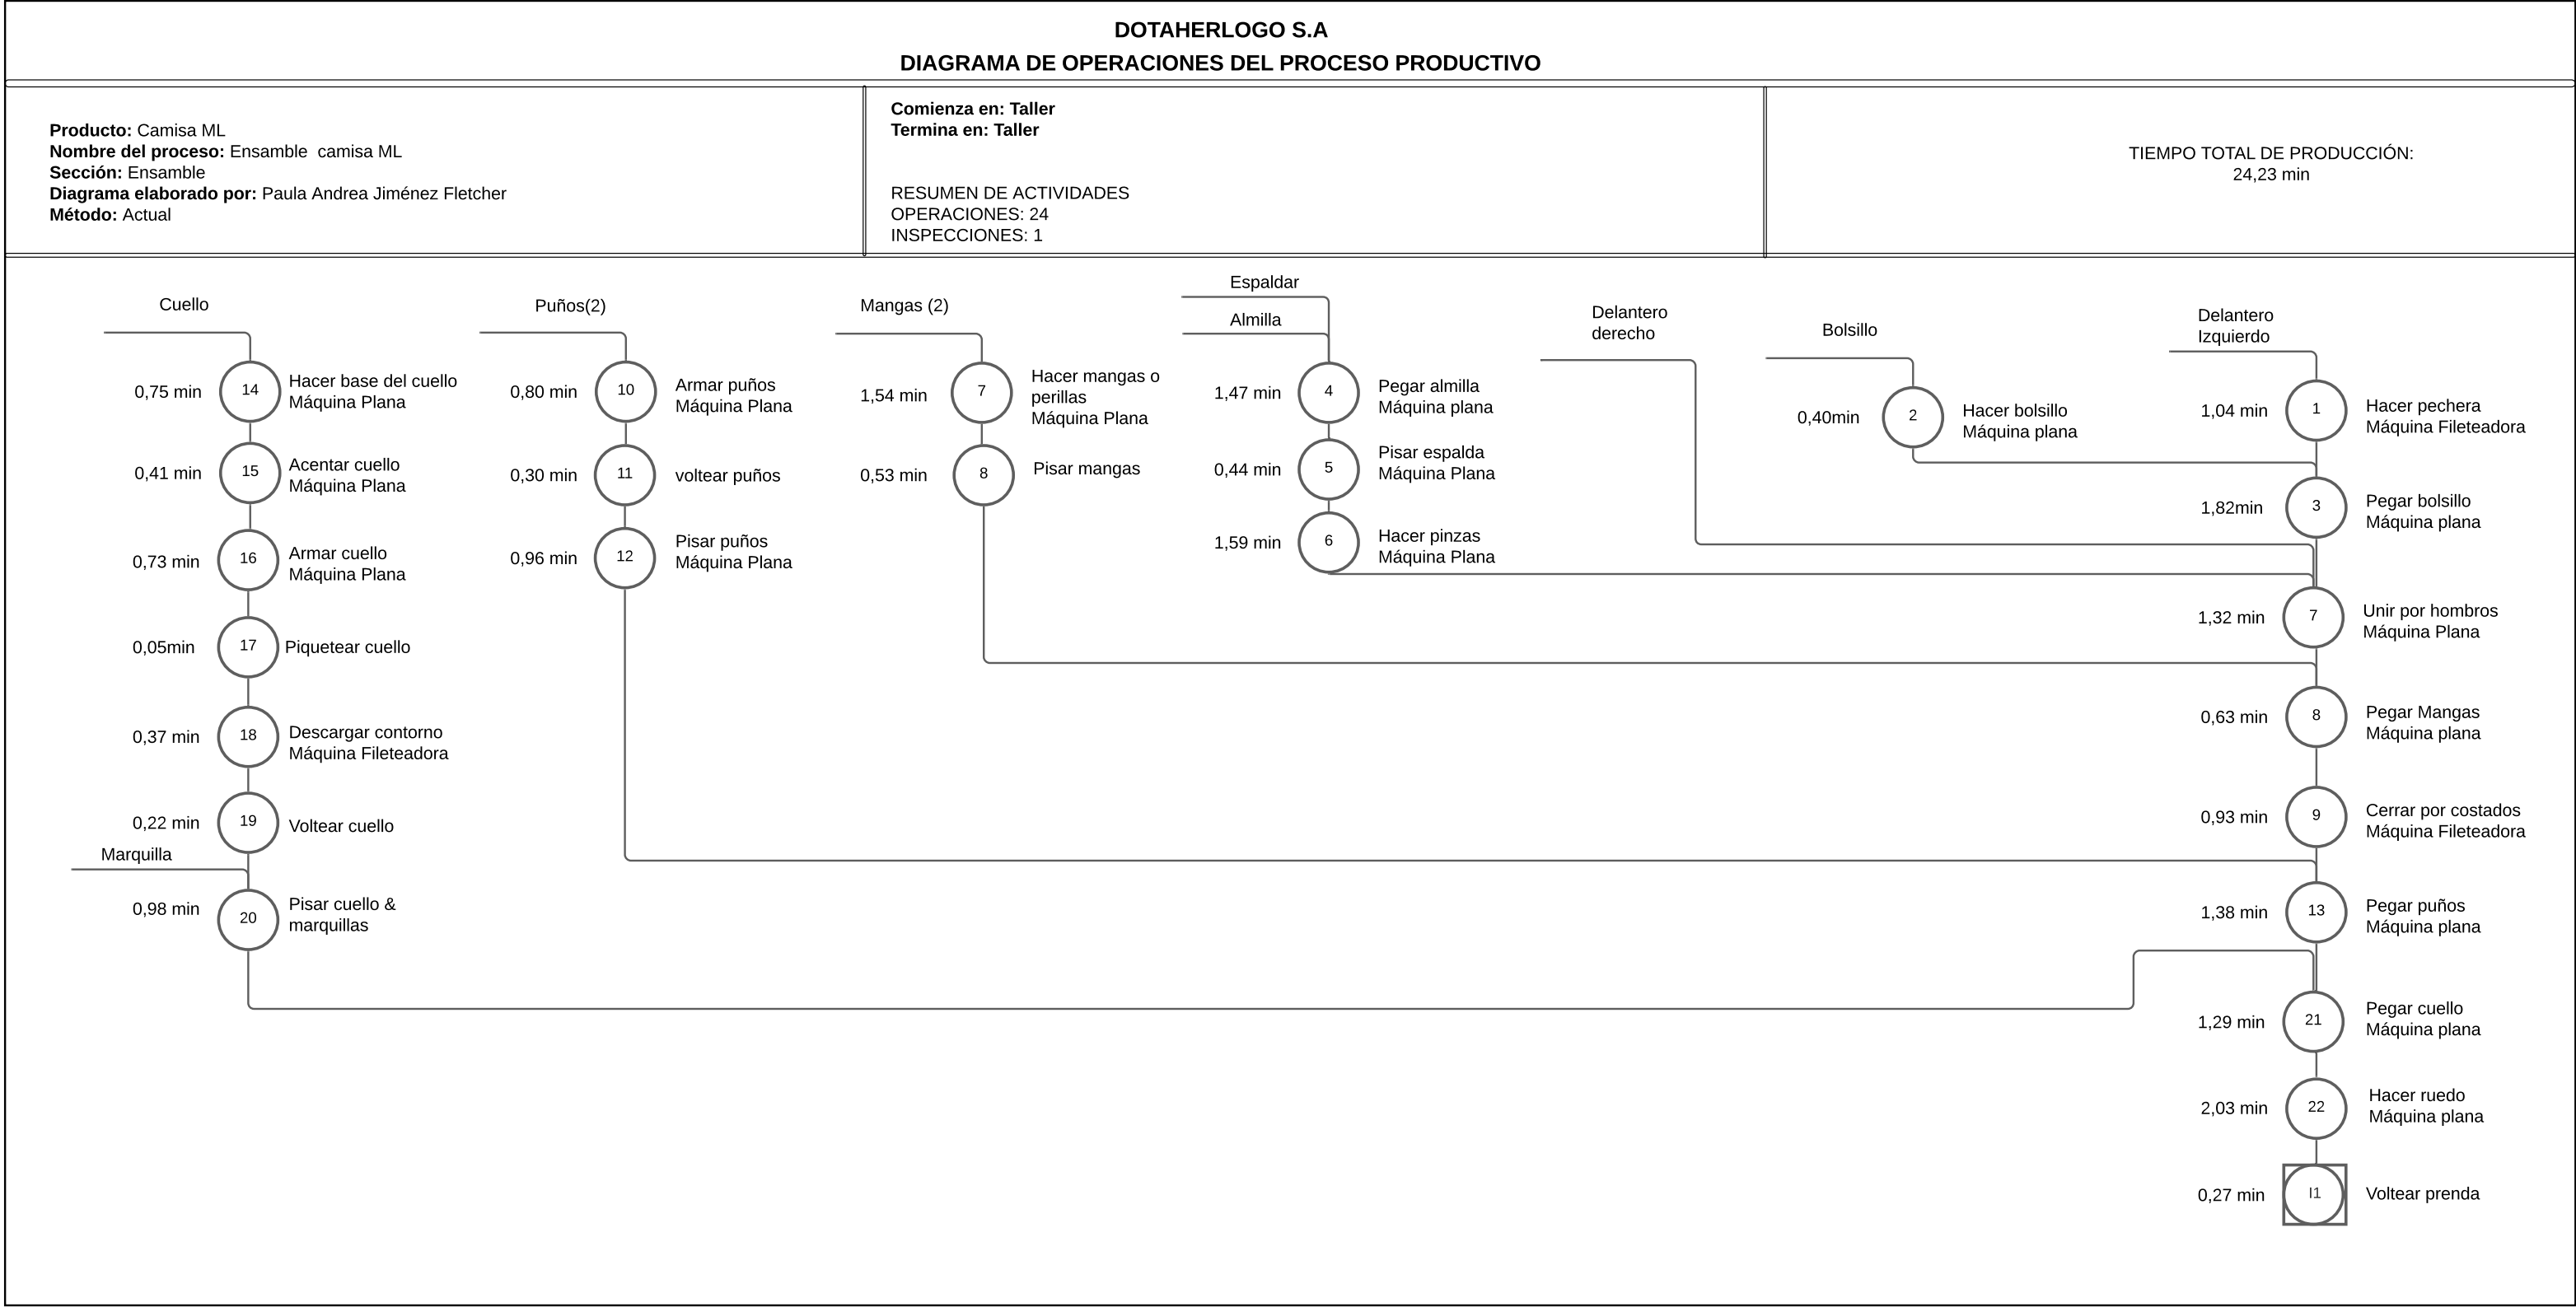 DOTAHERLOGO S.A
DIAGRAMA DE OPERACIONES DEL PROCESO PRODUCTIVO
Producto: Camisa ML
Nombre del proceso: Ensamble  camisa ML
Sección: Ensamble
Diagrama elaborado por: Paula Andrea Jiménez Fletcher
Método: Actual
Comienza en: Taller
Termina en: Taller
RESUMEN DE ACTIVIDADES
OPERACIONES: 24
INSPECCIONES: 1
TIEMPO TOTAL DE PRODUCCIÓN:
24,23 min
Cuello
0,75 min
14
Hacer base del cuello
Máquina Plana
0,41 min
15
Acentar cuello
Máquina Plana
0,73 min
16
Armar cuello
Máquina Plana
0,05min
17
Piquetear cuello
0,37 min
18
Descargar contorno
Máquina Fileteadora
0,22 min
19
Voltear cuello
Marquilla
0,98 min
20
Pisar cuello &
marquillas
Puños(2)
0,80 min
10
Armar puños
Máquina Plana
0,30 min
11
voltear puños
0,96 min
12
Pisar puños
Máquina Plana
Mangas (2)
1,54 min
7
Hacer mangas o
perillas
Máquina Plana
0,53 min
8
Pisar mangas
Espaldar
Almilla
1,47 min
4
Pegar almilla
Máquina plana
0,44 min
5
Pisar espalda
Máquina Plana
1,59 min
6
Hacer pinzas
Máquina Plana
Delantero
derecho
Bolsillo
0,40min
2
Hacer bolsillo
Máquina plana
Delantero
Izquierdo
1,04 min
1
Hacer pechera
Máquina Fileteadora
1,82min
3
Pegar bolsillo
Máquina plana
1,32 min
7
Unir por hombros
Máquina Plana
0,63 min
8
Pegar Mangas
Máquina plana
0,93 min
9
Cerrar por costados
Máquina Fileteadora
1,38 min
13
Pegar puños
Máquina plana
1,29 min
21
Pegar cuello
Máquina plana
2,03 min
22
Hacer ruedo
Máquina plana
0,27 min
I1
Voltear prenda